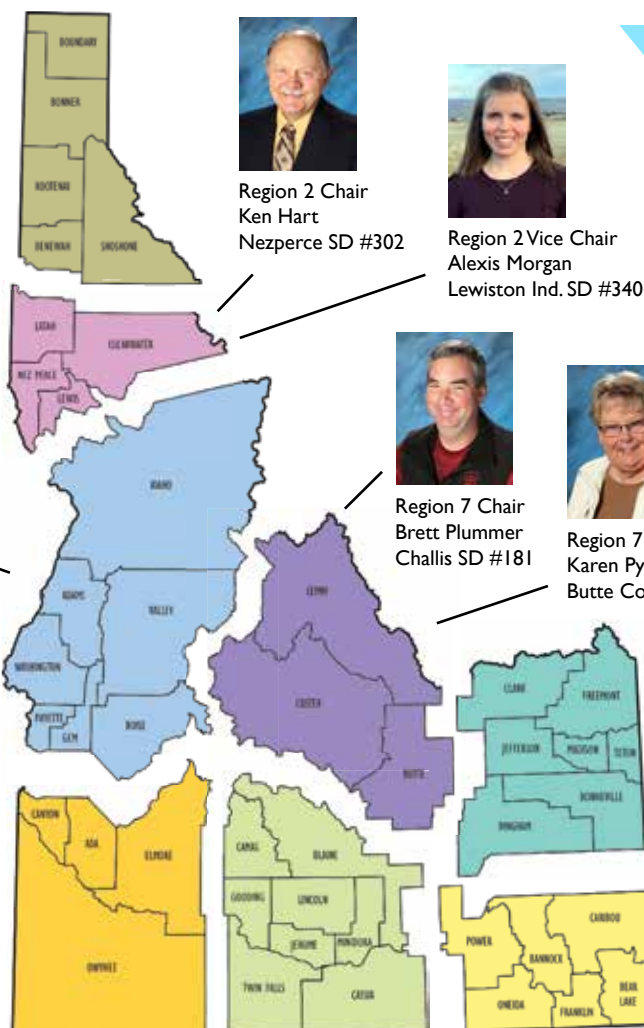 BOUNDARY
BONNER
KOOTENAI
BENEWAH
SHOSHONE
Region 2 Chair
Ken Hart
Nezperce SD #302
Region 2 Vice Chair
Alexis Morgan
Lewiston Ind. SD #340
LATAH
CLEARWATER
NEZ PERCE
LEWIS
Region 7 Chair
Brett Plummer
Challis SD #181
Region 7
Karen Py
Butte Co
IDAHO
ADAMS
VALLEY
WASHINGTON
PAYETTE
GEM
BOISE
LEMHI
CUSTER
BUTTE
CLARK
FREEMONT
JEFFERSON
MADISON
TETON
BONNEVILLE
BINGHAM
CANYON
ADA
ELMORE
OWYHEE
CAMAS
BLAINE
GOODING
LINCOLN
JEROME
MINIDOKA
TWIN FALLS
CASSIA
POWER
CARIBOU
BANNOCK
ONEIDA
FRANKLIN
BEAR
LAKE